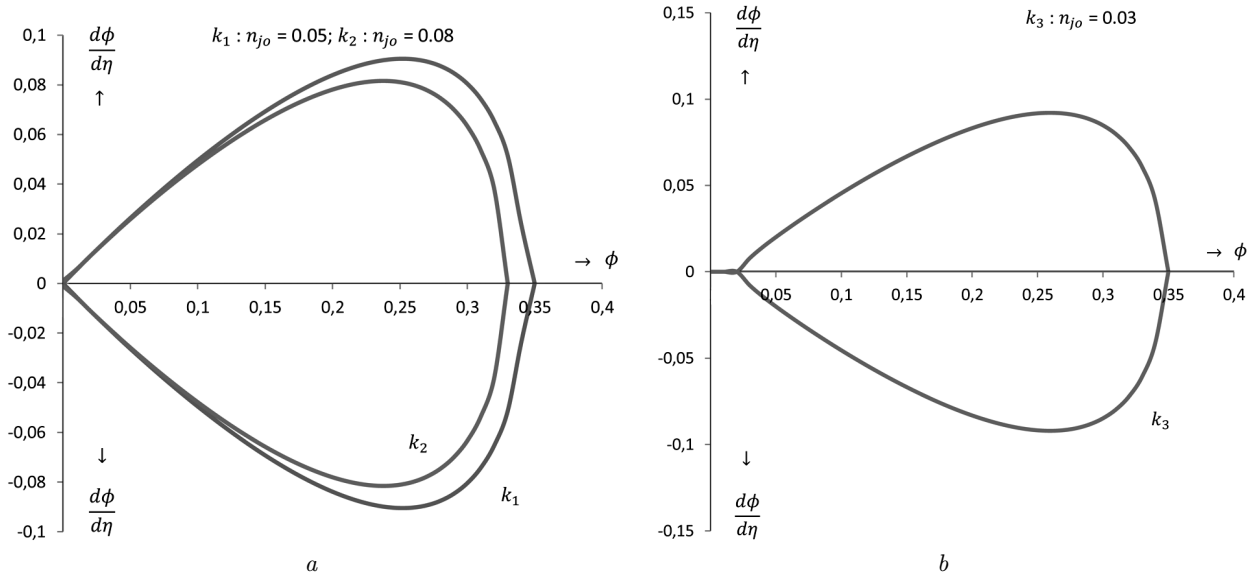 0,1
dϕ
dη
↑
k₁ : nⱼₒ = 0.05; k₂ : nⱼₒ = 0.08
0,08
0,06
0,04
0,02
→ ϕ
0
0,05 0,1 0,15 0,2 0,25 0,3 0,35 0,4
-0,02
-0,04
-0,06
k₂
↓
-0,08
k₁
dϕ
dη
-0,1
a
0,15
dϕ
dη
↑
k₃ : nⱼₒ = 0.03
0,1
0,05
→ ϕ
0
0,05 0,1 0,15 0,2 0,25 0,3 0,35 0,4
-0,05
k₃
-0,1
↓
dϕ
dη
-0,15
b